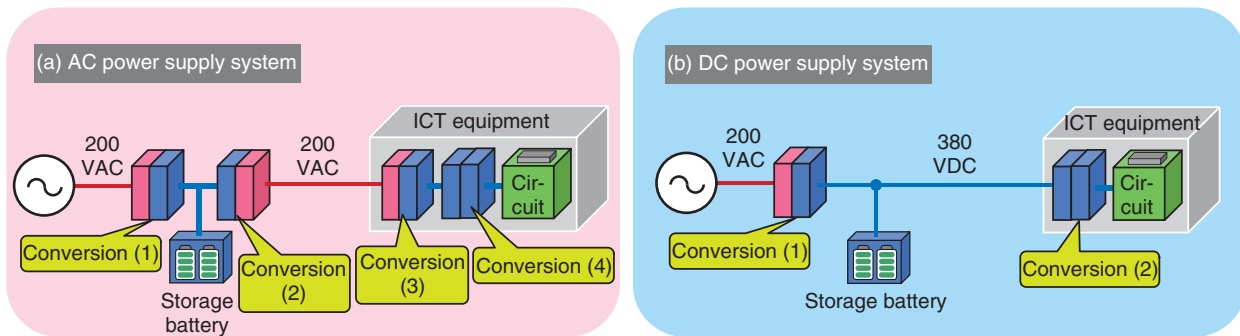 (a) AC power supply system
ICT equipment
200
VAC
200
VAC
Cir-
cuit
Conversion (1)
Conversion
(2)
Conversion
(3)
Conversion (4)
Storage
battery
(b) DC power supply system
ICT equipment
200
VAC
380
VDC
Cir-
cuit
Conversion (1)
Conversion (2)
Storage battery